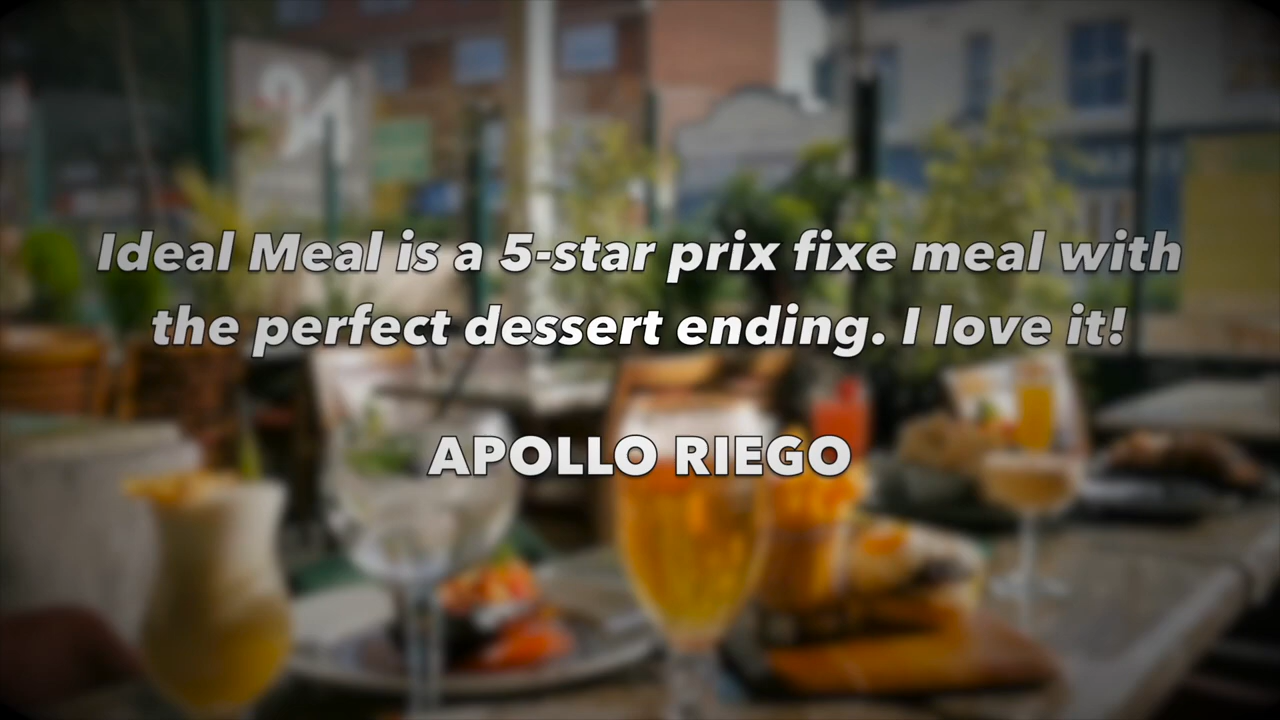 Ideal Meal is a 5-star prix fixe meal with
the perfect dessert ending. I love it!
APOLLO RIEGO